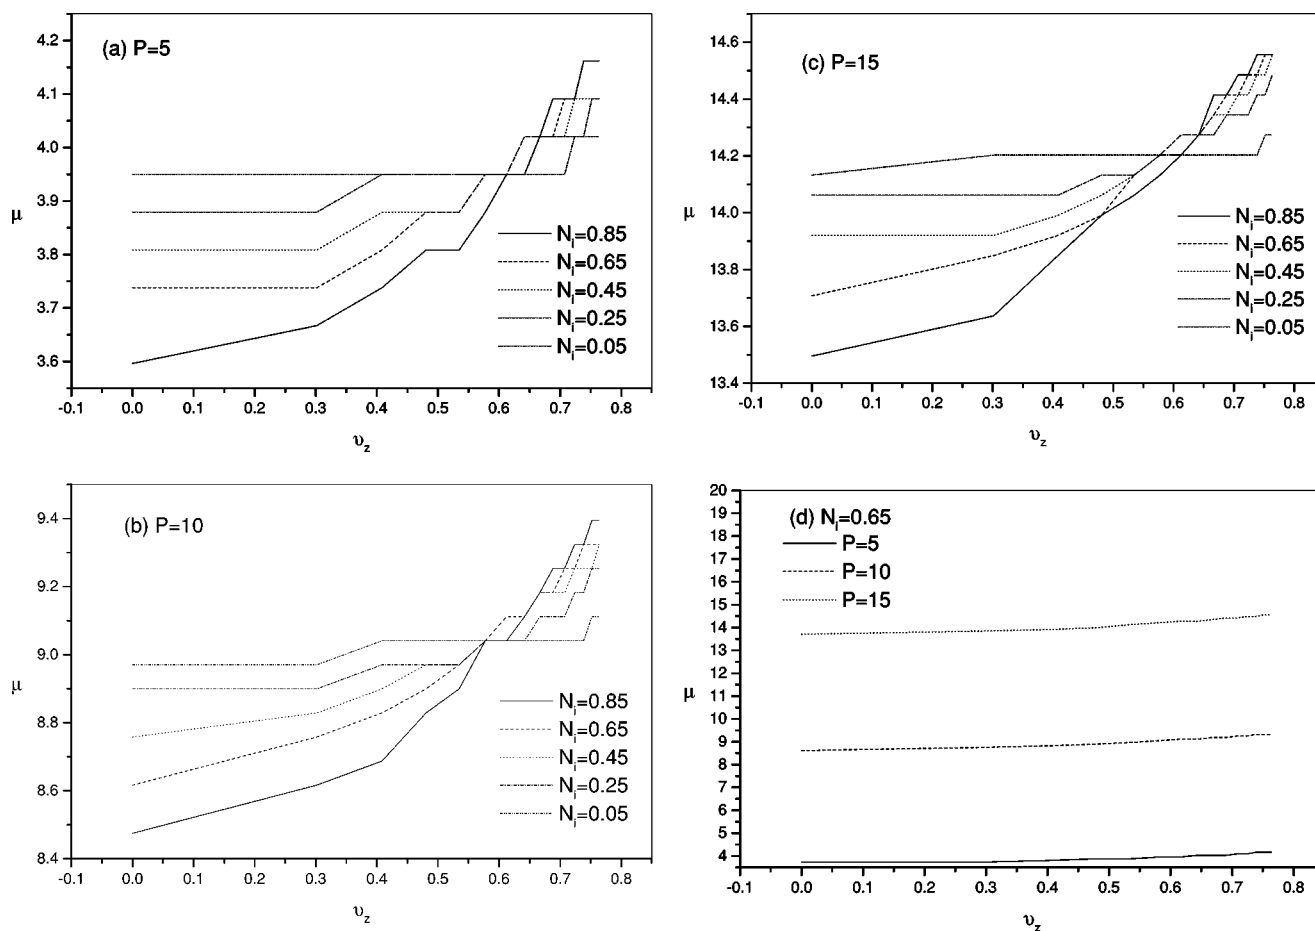 (a) P=5
4.2
4.1
4.0
3.9
3.8
3.7
3.6
μ
N_i=0.85
N_i=0.65
N_i=0.45
N_i=0.25
N_i=0.05
-0.1 0.0 0.1 0.2 0.3 0.4 0.5 0.6 0.7 0.8
υ_z
(c) P=15
14.6
14.4
14.2
14.0
13.8
13.6
13.4
μ
N_i=0.85
N_i=0.65
N_i=0.45
N_i=0.25
N_i=0.05
-0.1 0.0 0.1 0.2 0.3 0.4 0.5 0.6 0.7 0.8
υ_z
(b) P=10
9.4
9.2
9.0
8.8
8.6
8.4
μ
N_i=0.85
N_i=0.65
N_i=0.45
N_i=0.25
N_i=0.05
-0.1 0.0 0.1 0.2 0.3 0.4 0.5 0.6 0.7 0.8
υ_z
(d) N_i=0.65
P=5
P=10
P=15
20
19
18
17
16
15
14
13
12
11
10
9
8
7
6
5
4
μ
-0.1 0.0 0.1 0.2 0.3 0.4 0.5 0.6 0.7 0.8
υ_z